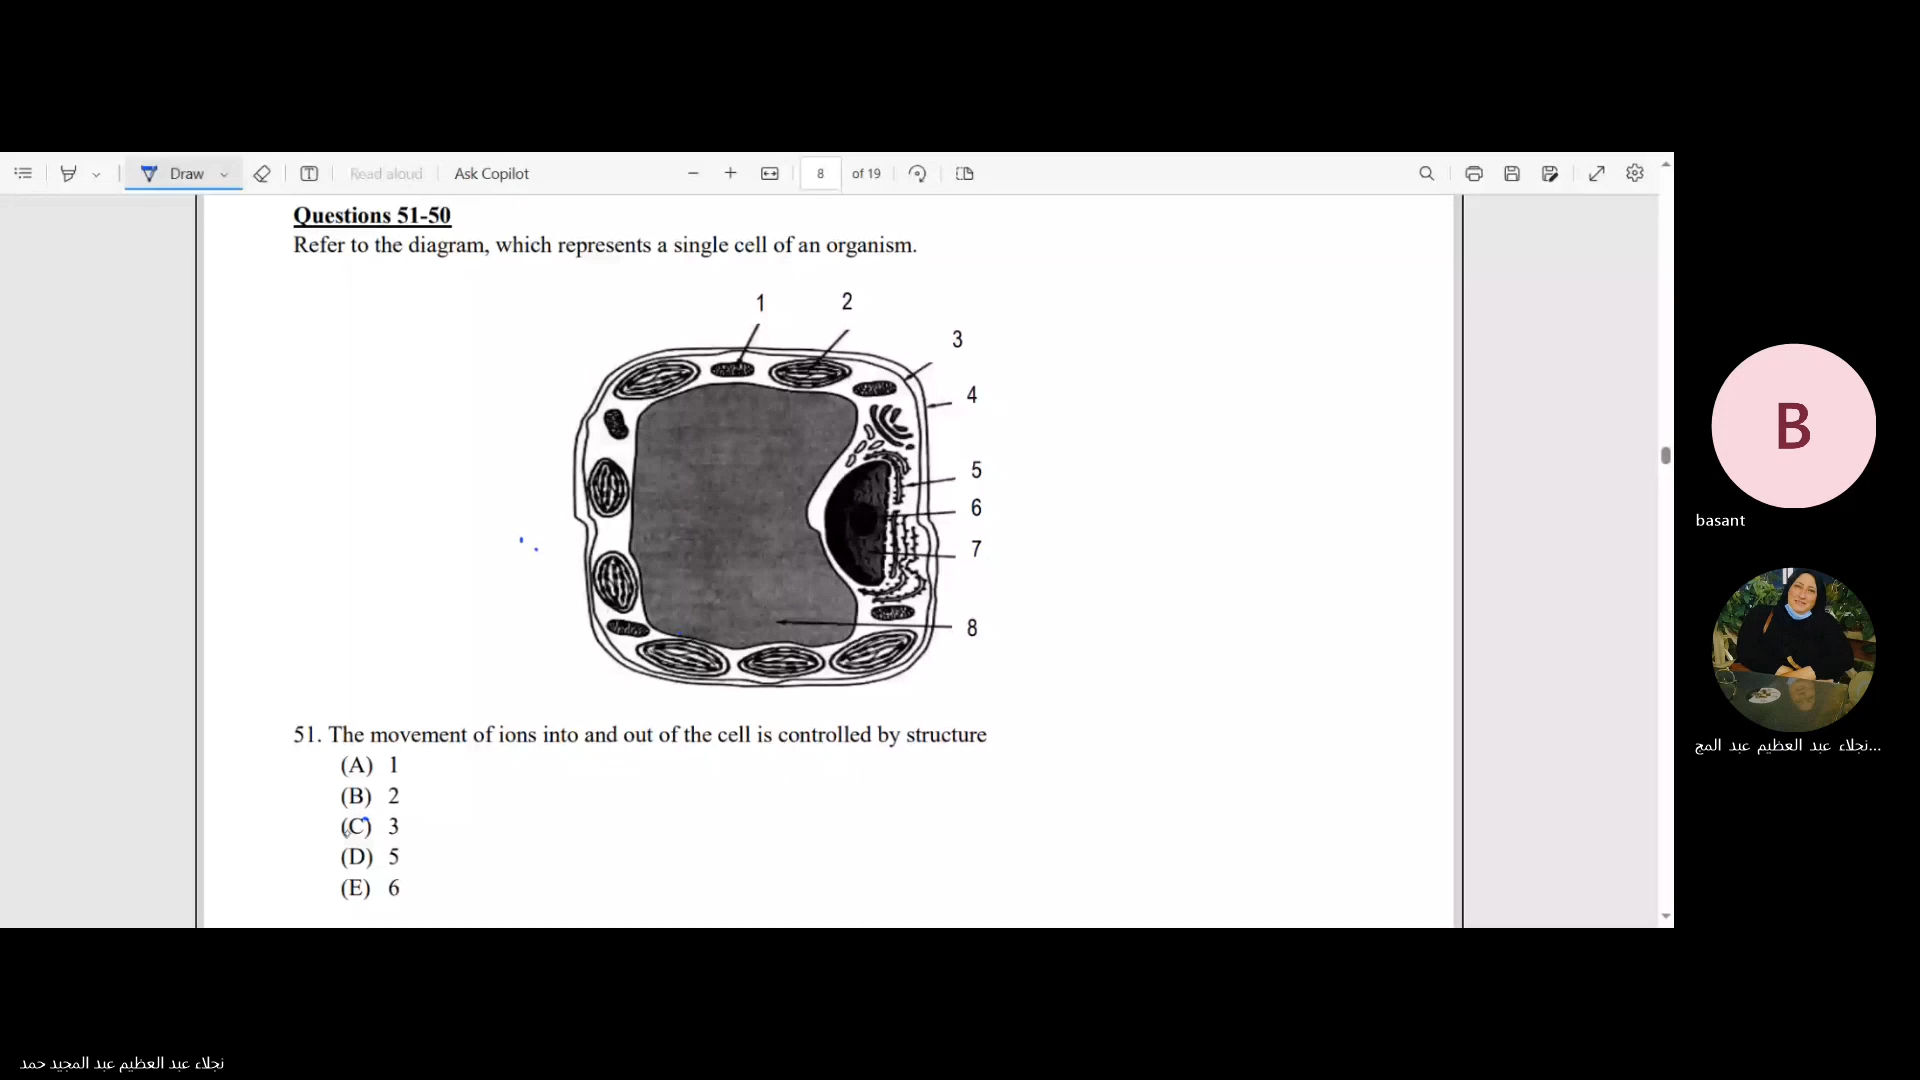 Draw
Read aloud
Ask Copilot
8 of 19
Questions 51-50
Refer to the diagram, which represents a single cell of an organism.
1
2
3
4
5
6
7
8
51. The movement of ions into and out of the cell is controlled by structure
(A) 1
(B) 2
(C) 3
(D) 5
(E) 6
B
basant
نجلاء عبد العظيم عبد المج...
نجلاء عبد العظيم عبد المجيد حمد